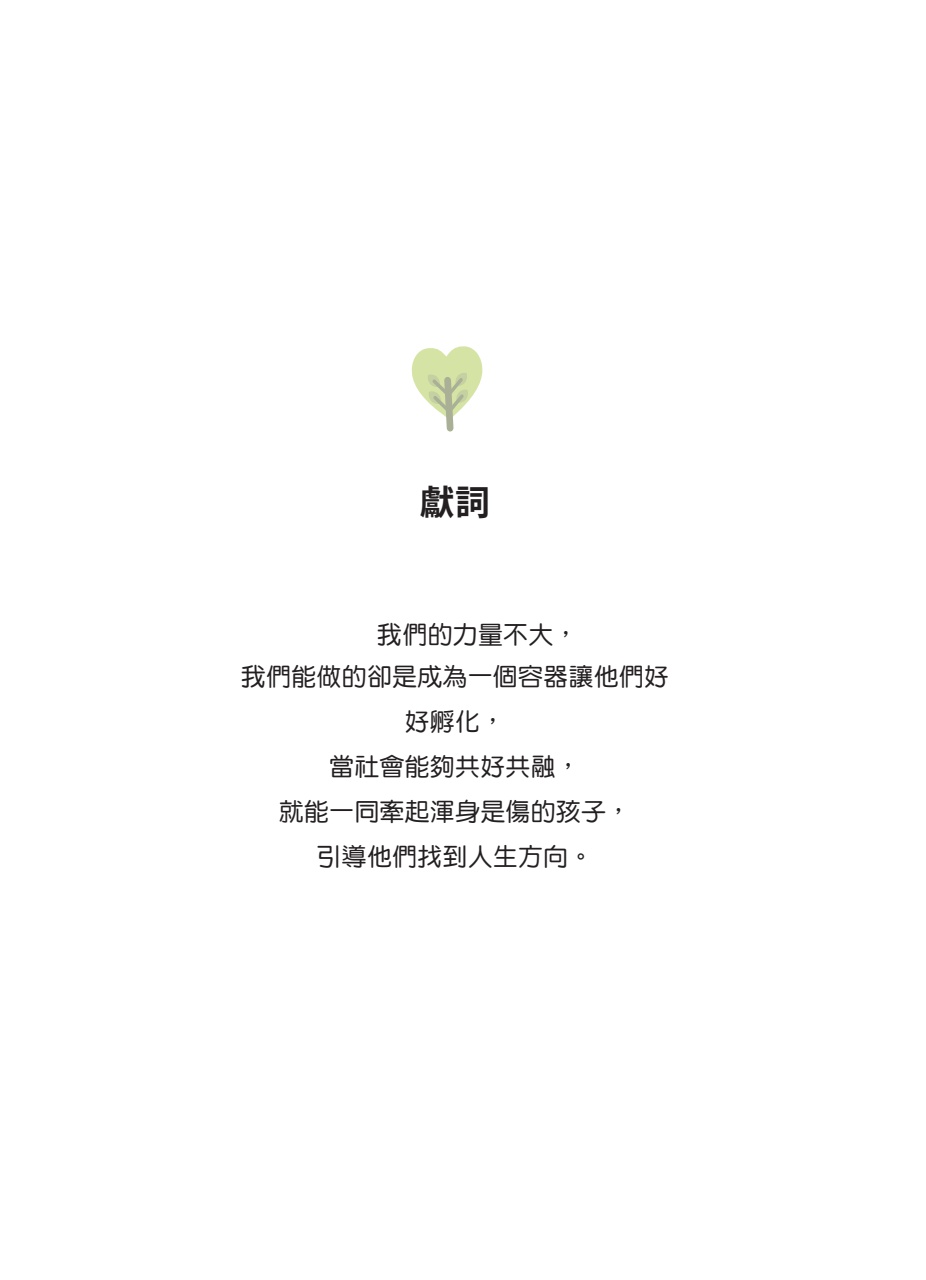 獻詞
我們的力量不大，
我們能做的卻是成為一個容器讓他們好
好孵化，
當社會能夠共好共融，
就能一同牽起渾身是傷的孩子，
引導他們找到人生方向。